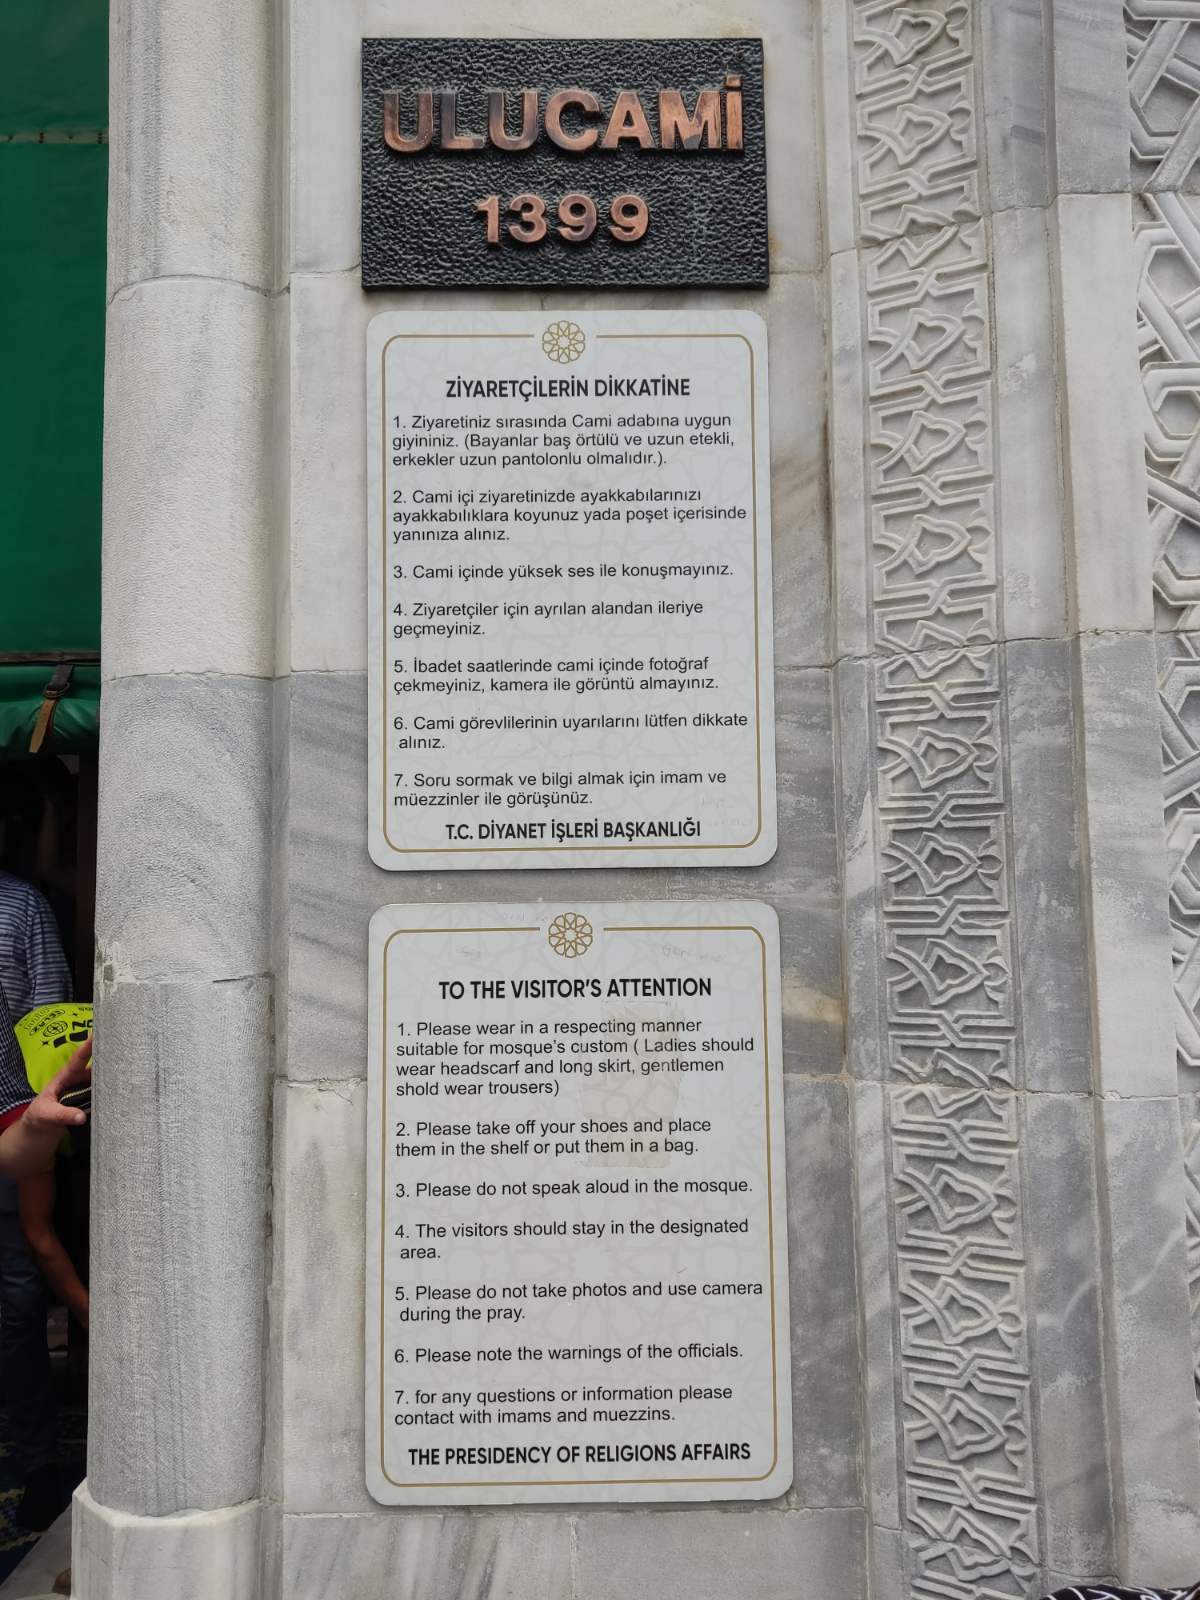 ULUCAMİ
1399
ZİYARETÇİLERİN DİKKATİNE
1. Ziyaretiniz sırasında Cami adabına uygun
giyininiz. (Bayanlar baş örtülü ve uzun etekli,
erkekler uzun pantolonlu olmalıdır.).
2. Cami içi ziyaretinizde ayakkabılarınızı
ayakkabılıklara koyunuz yada poşet içerisinde
yanınıza alınız.
3. Cami içinde yüksek ses ile konuşmayınız.
4. Ziyaretçiler için ayrılan alandan ileriye
geçmeyiniz.
5. İbadet saatlerinde cami içinde fotoğraf
çekmeyiniz, kamera ile görüntü almayınız.
6. Cami görevlilerinin uyarılarını lütfen dikkate
alınız.
7. Soru sormak ve bilgi almak için imam ve
müezzinler ile görüşünüz.
T.C. DİYANET İŞLERİ BAŞKANLIĞI
TO THE VISITOR'S ATTENTION
1. Please wear in a respecting manner
suitable for mosque's custom ( Ladies should
wear headscarf and long skirt, gentlemen
shold wear trousers)
2. Please take off your shoes and place
them in the shelf or put them in a bag.
3. Please do not speak aloud in the mosque.
4. The visitors should stay in the designated
area.
5. Please do not take photos and use camera
during the pray.
6. Please note the warnings of the officials.
7. for any questions or information please
contact with imams and muezzins.
THE PRESIDENCY OF RELIGIONS AFFAIRS